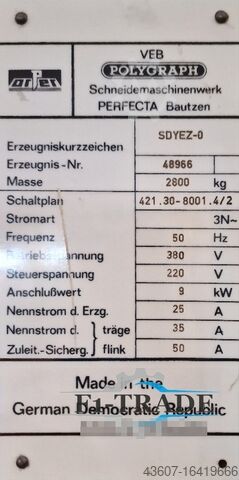 VEB
POLYGRAPH
Schneidemaschinenwerk
PERFECTA Bautzen
Erzeugniskurzzeichen SDYEZ-0
Erzeugnis-Nr. 48966
Masse 2800 kg
Schaltplan 421.30-8001.4/2
Stromart 3N~
Frequenz 50 Hz
Betriebsspannung 380 V
Steuerspannung 220 V
Anschlußwert 9 kW
Nennstrom d. Erzg. 25 A
Nennstrom d. } träge 35 A
Zuleit.-Sicherg. } flink 50 A
Made in the
German Democratic Republic
E1-TRADE
43607-16419666